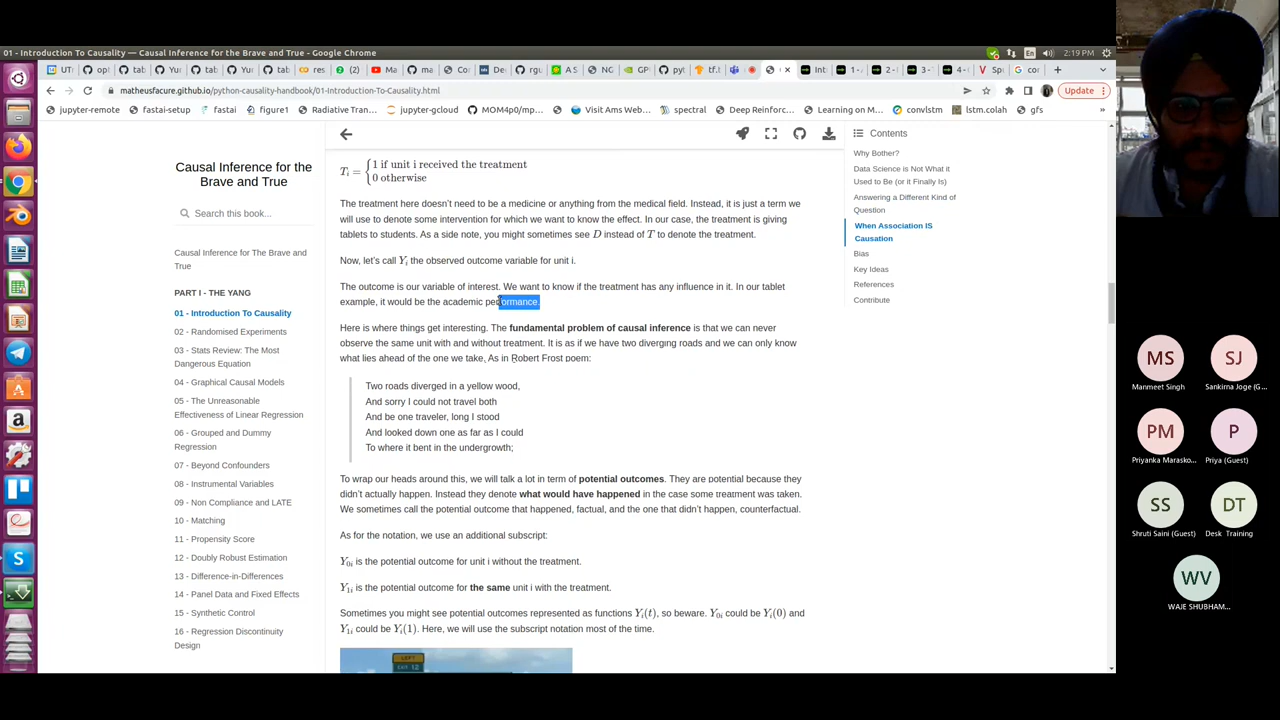 01 - Introduction To Causality — Causal Inference for the Brave and True - Google Chrome
En
2:19 PM
matheusfacure.github.io/python-causality-handbook/01-Introduction-To-Causality.html
Update
jupyter-remote
fastai-setup
fastai
figure1
Radiative Tran...
jupyter-gcloud
MOM4p0/mp...
Visit Ams Web...
spectral
Deep Reinforc...
Learning on M...
convlstm
lstm.colah
gfs
Causal Inference for the
Brave and True
Search this book...
Causal Inference for The Brave and
True
PART I - THE YANG
01 - Introduction To Causality
02 - Randomised Experiments
03 - Stats Review: The Most
Dangerous Equation
04 - Graphical Causal Models
05 - The Unreasonable
Effectiveness of Linear Regression
06 - Grouped and Dummy
Regression
07 - Beyond Confounders
08 - Instrumental Variables
09 - Non Compliance and LATE
10 - Matching
11 - Propensity Score
12 - Doubly Robust Estimation
13 - Difference-in-Differences
14 - Panel Data and Fixed Effects
15 - Synthetic Control
16 - Regression Discontinuity
Design
T_i = { 1 if unit i received the treatment
0 otherwise
The treatment here doesn't need to be a medicine or anything from the medical field. Instead, it is just a term we
will use to denote some intervention for which we want to know the effect. In our case, the treatment is giving
tablets to students. As a side note, you might sometimes see D instead of T to denote the treatment.
Now, let's call Y_i the observed outcome variable for unit i.
The outcome is our variable of interest. We want to know if the treatment has any influence in it. In our tablet
example, it would be the academic performance.
Here is where things get interesting. The fundamental problem of causal inference is that we can never
observe the same unit with and without treatment. It is as if we have two diverging roads and we can only know
what lies ahead of the one we take, As in Robert Frost poem:
Two roads diverged in a yellow wood,
And sorry I could not travel both
And be one traveler, long I stood
And looked down one as far as I could
To where it bent in the undergrowth;
To wrap our heads around this, we will talk a lot in term of potential outcomes. They are potential because they
didn't actually happen. Instead they denote what would have happened in the case some treatment was taken.
We sometimes call the potential outcome that happened, factual, and the one that didn't happen, counterfactual.
As for the notation, we use an additional subscript:
Y_0i is the potential outcome for unit i without the treatment.
Y_1i is the potential outcome for the same unit i with the treatment.
Sometimes you might see potential outcomes represented as functions Y_i(t), so beware. Y_0i could be Y_i(0) and
Y_1i could be Y_i(1). Here, we will use the subscript notation most of the time.
LEFT
EXIT 12
Contents
Why Bother?
Data Science is Not What it
Used to Be (or it Finally Is)
Answering a Different Kind of
Question
When Association IS
Causation
Bias
Key Ideas
References
Contribute
MS
Manmeet Singh
SJ
Sankirna Joge (G...
PM
Priyanka Marasko...
P
Priya (Guest)
SS
Shruti Saini (Guest)
DT
Desk Training
WV
WAJE SHUBHAM...